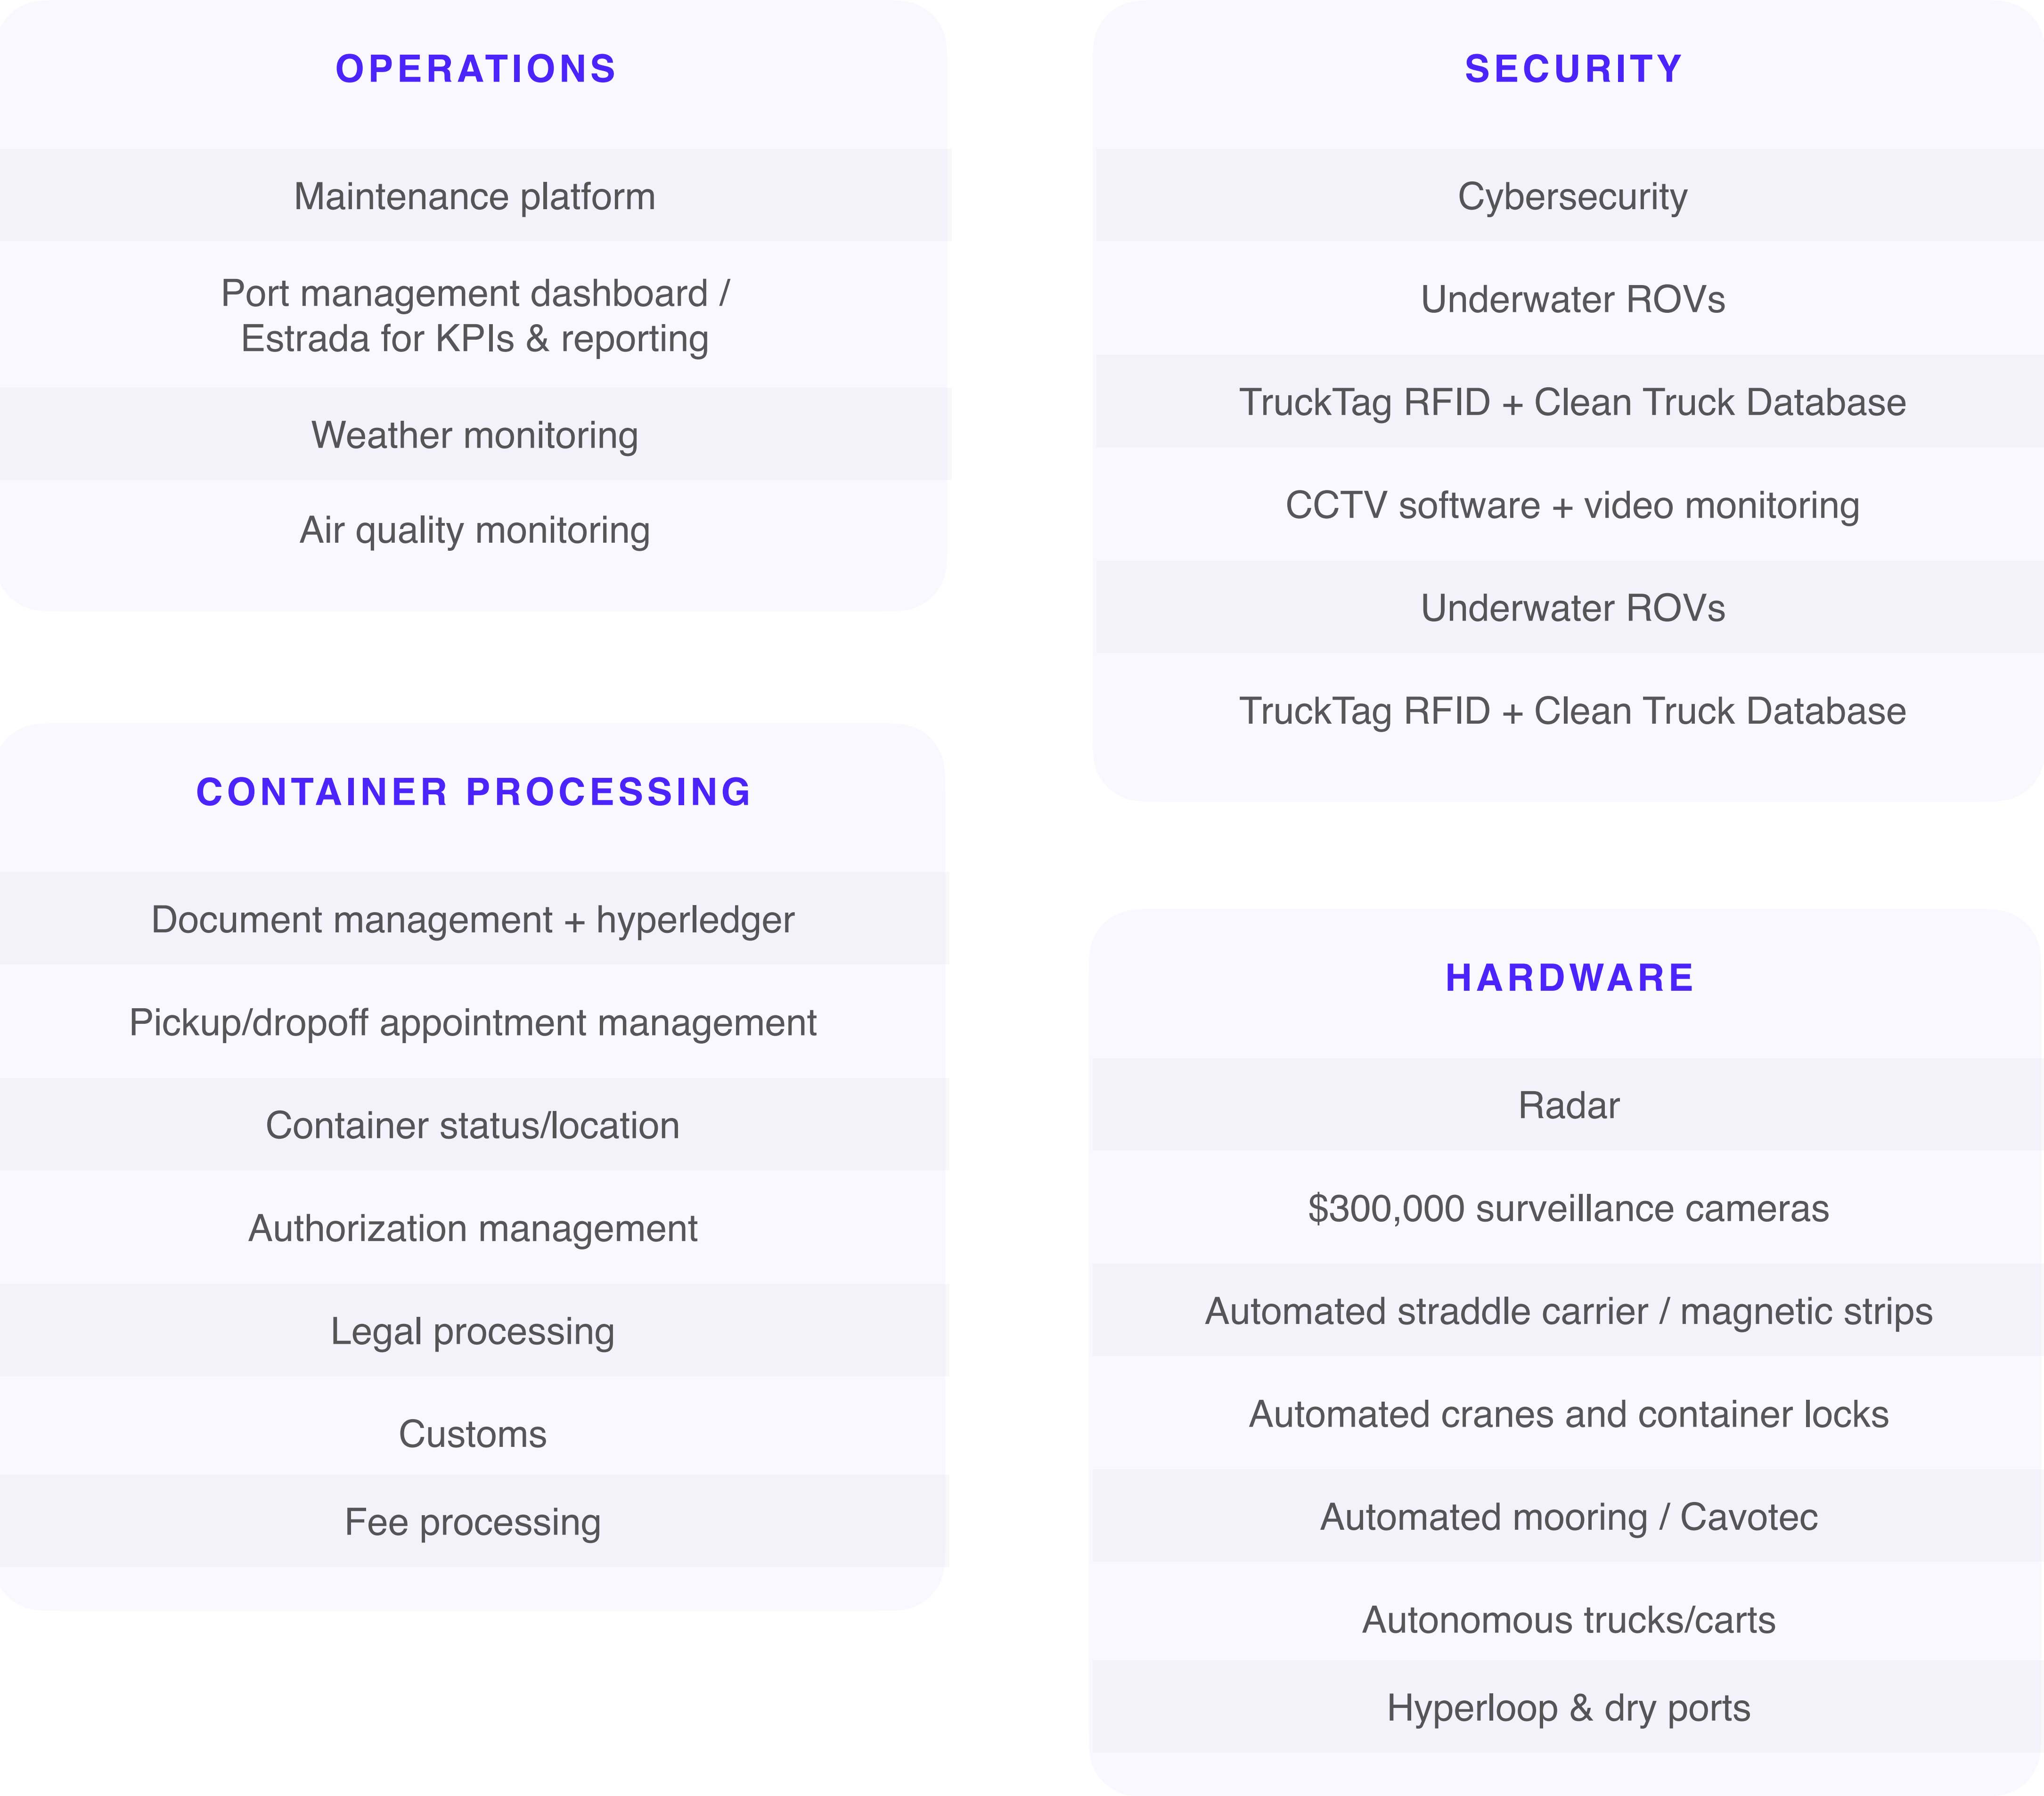 OPERATIONS
Maintenance platform
Port management dashboard /
Estrada for KPIs & reporting
Weather monitoring
Air quality monitoring
CONTAINER PROCESSING
Document management + hyperledger
Pickup/dropoff appointment management
Container status/location
Authorization management
Legal processing
Customs
Fee processing
SECURITY
Cybersecurity
Underwater ROVs
TruckTag RFID + Clean Truck Database
CCTV software + video monitoring
Underwater ROVs
TruckTag RFID + Clean Truck Database
HARDWARE
Radar
$300,000 surveillance cameras
Automated straddle carrier / magnetic strips
Automated cranes and container locks
Automated mooring / Cavotec
Autonomous trucks/carts
Hyperloop & dry ports